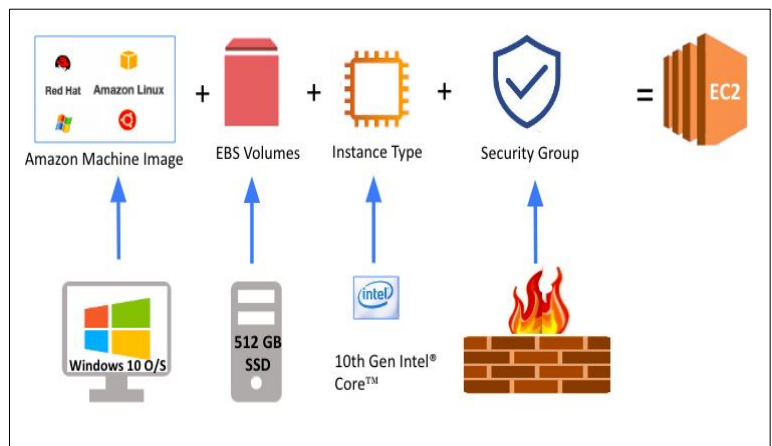 Red Hat
Amazon Linux
+
+
+
=
EC2
Amazon Machine Image
EBS Volumes
Instance Type
Security Group
Windows 10 O/S
512 GB
SSD
intel
10th Gen Intel®
Core™